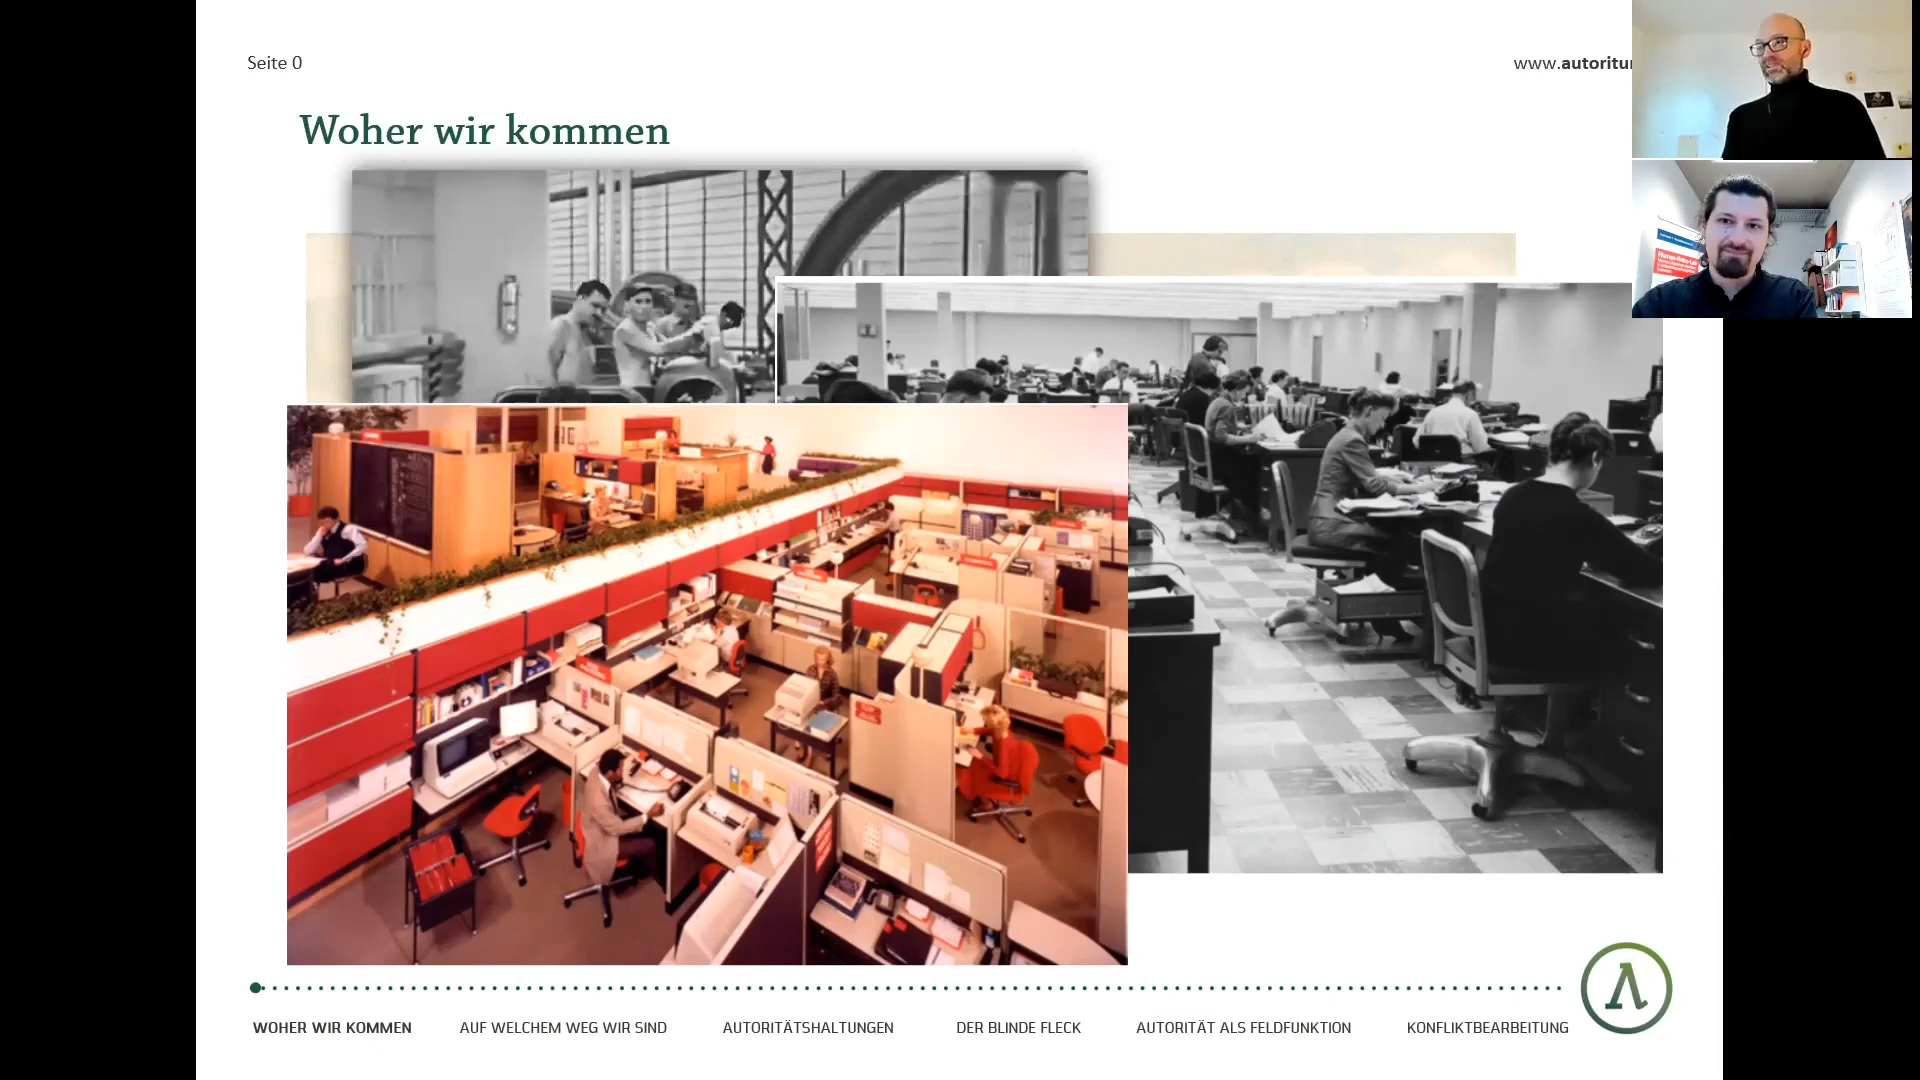 Seite 0
www.autoritur
Woher wir kommen
WOHER WIR KOMMEN
AUF WELCHEM WEG WIR SIND
AUTORITÄTSHALTUNGEN
DER BLINDE FLECK
AUTORITÄT ALS FELDFUNKTION
KONFLIKTBEARBEITUNG